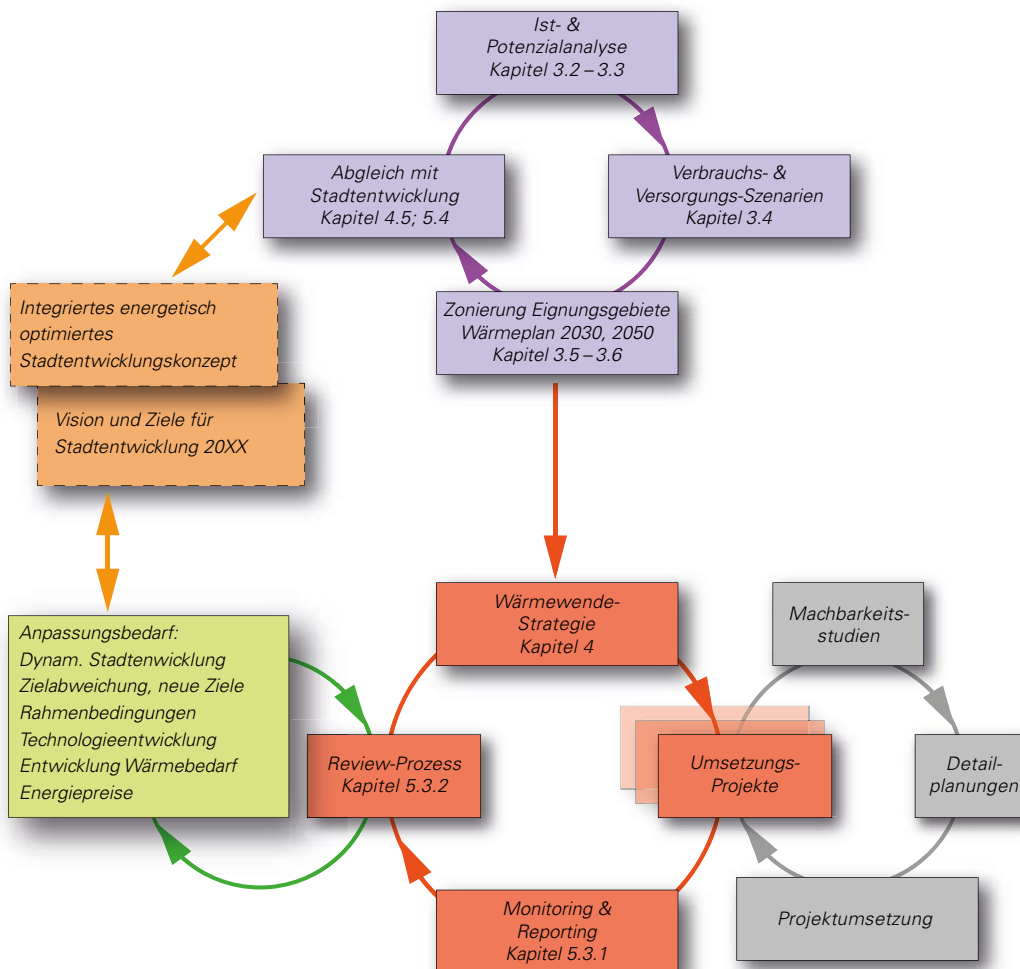 Ist- &
Potenzialanalyse
Kapitel 3.2 – 3.3
Abgleich mit
Stadtentwicklung
Kapitel 4.5; 5.4
Verbrauchs- &
Versorgungs-Szenarien
Kapitel 3.4
Zonierung Eignungsgebiete
Wärmeplan 2030, 2050
Kapitel 3.5 – 3.6
Integriertes energetisch
optimiertes
Stadtentwicklungskonzept
Vision und Ziele für
Stadtentwicklung 20XX
Anpassungsbedarf:
Dynam. Stadtenwicklung
Zielabweichung, neue Ziele
Rahmenbedingungen
Technologieentwicklung
Entwicklung Wärmebedarf
Energiepreise
Wärmewende-
Strategie
Kapitel 4
Review-Prozess
Kapitel 5.3.2
Umsetzungs-
Projekte
Monitoring &
Reporting
Kapitel 5.3.1
Machbarkeits-
studien
Detail-
planungen
Projektumsetzung